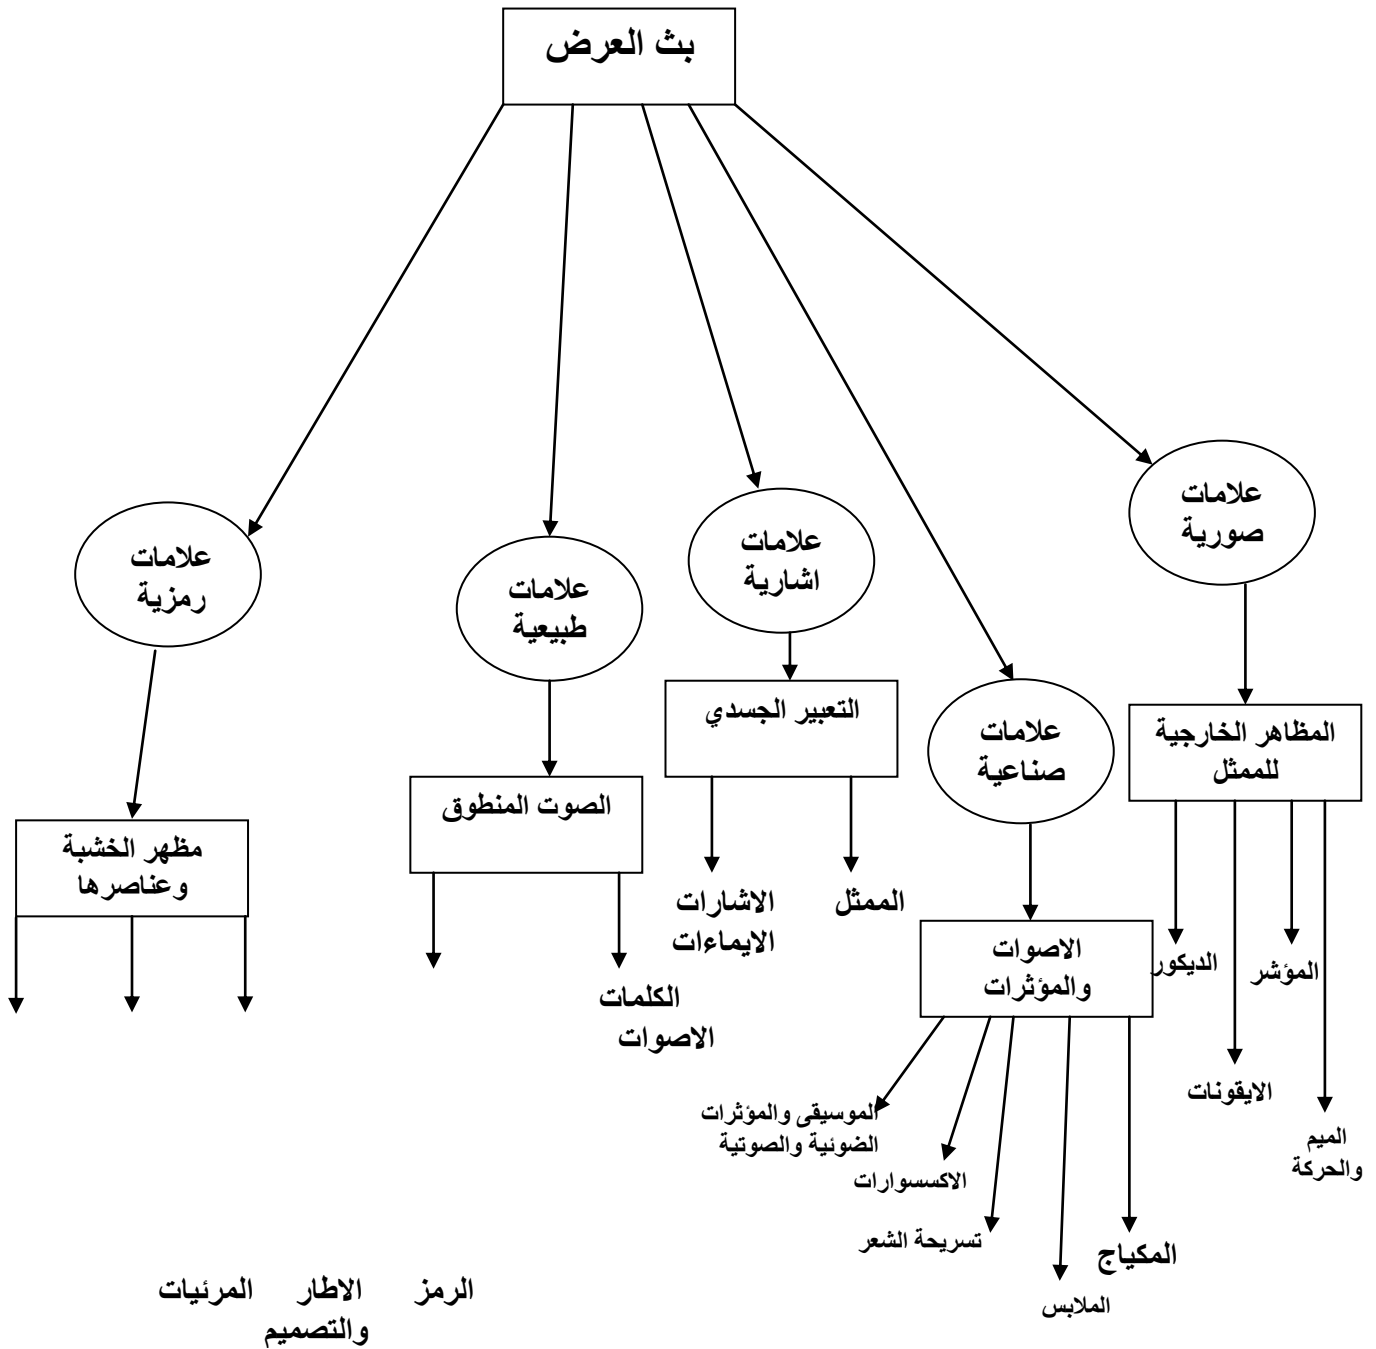 بث العرض
علامات
صورية
علامات
اشارية
علامات
رمزية
علامات
طبيعية
علامات
صناعية
المظاهر الخارجية
للممثل
التعبير الجسدي
الصوت المنطوق
مظهر الخشبة
وعناصرها
الاصوات
والمؤثرات
الممثل
الاشارات
الايماءات
المؤشر
الديكور
الكلمات
الاصوات
الايقونات
الميم
والحركة
الموسيقى والمؤثرات
الضوئية والصوتية
الاكسسوارات
تسريحة الشعر
المكياج
الملابس
الرمز الاطار المرئيات
والتصميم